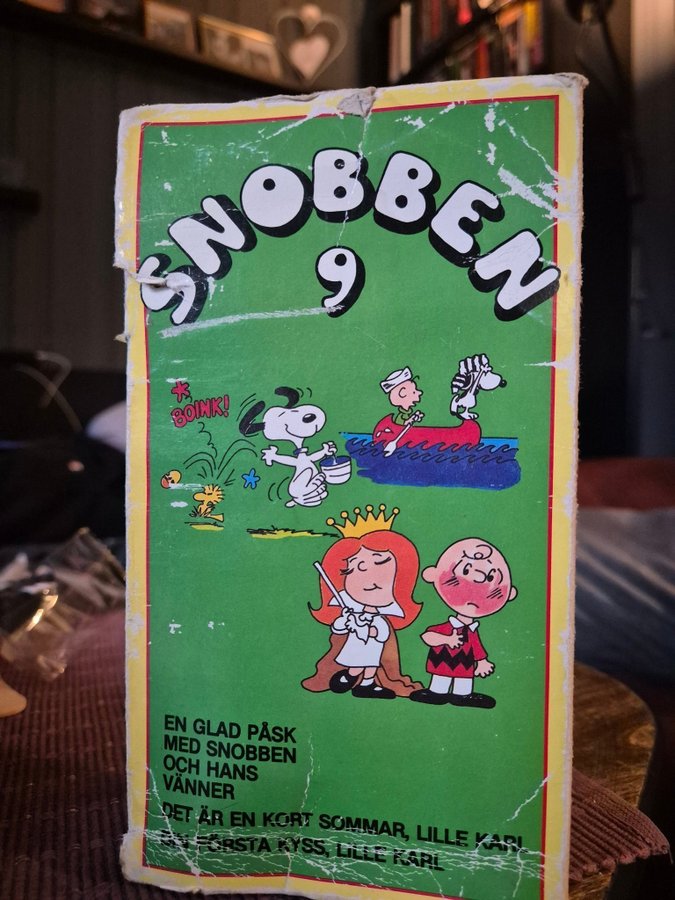 SNOBBEN
9
* BOINK!
EN GLAD PÅSK
MED SNOBBEN
OCH HANS
VÄNNER
DET ÄR EN KORT SOMMAR, LILLE KARL
DIN FÖRSTA KYSS, LILLE KARL